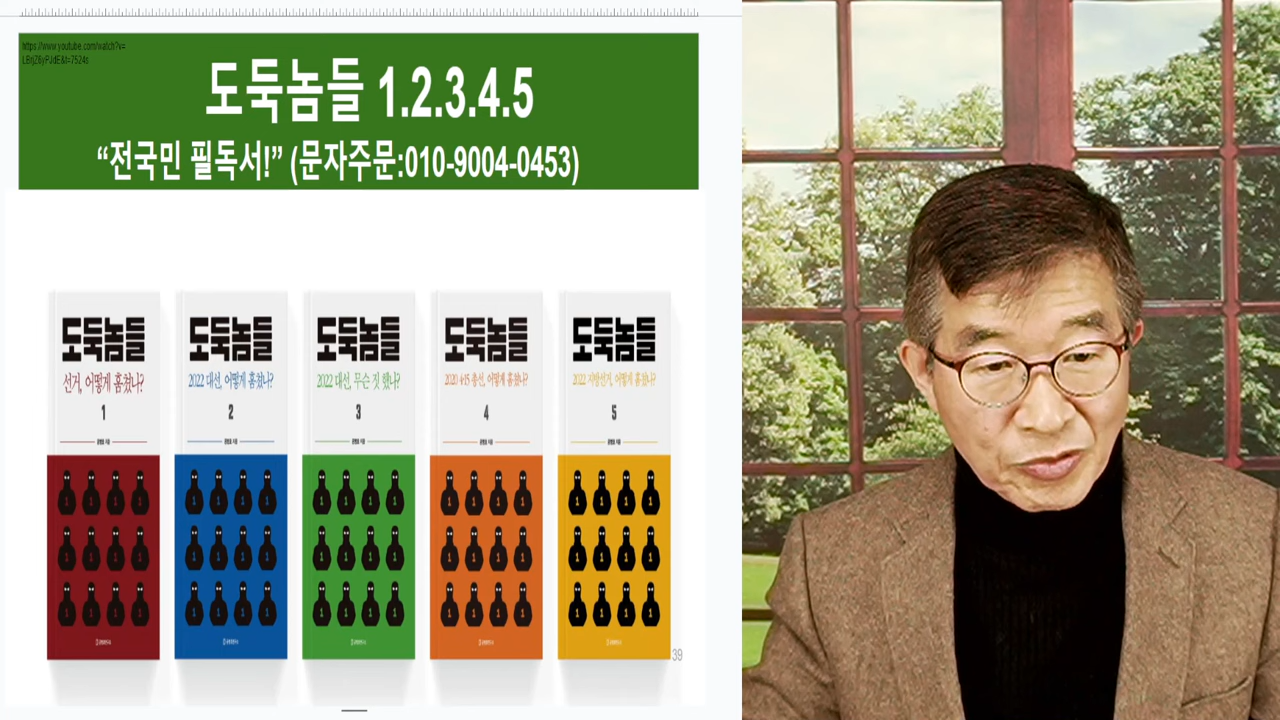 https://www.youtube.com/watch?v=
도둑놈들 1.2.3.4.5
“전국민 필독서!” (문자주문:010-9004-0453)
도둑놈들
선거, 어떻게 훔쳤나?
1
도둑놈들
2022 대선, 어떻게 훔쳤나?
2
도둑놈들
2022 대선, 무슨 짓 했나?
3
도둑놈들
2020 4·15 총선, 어떻게 훔쳤나?
4
도둑놈들
2022 지방선거, 어떻게 훔쳤나?
5
39